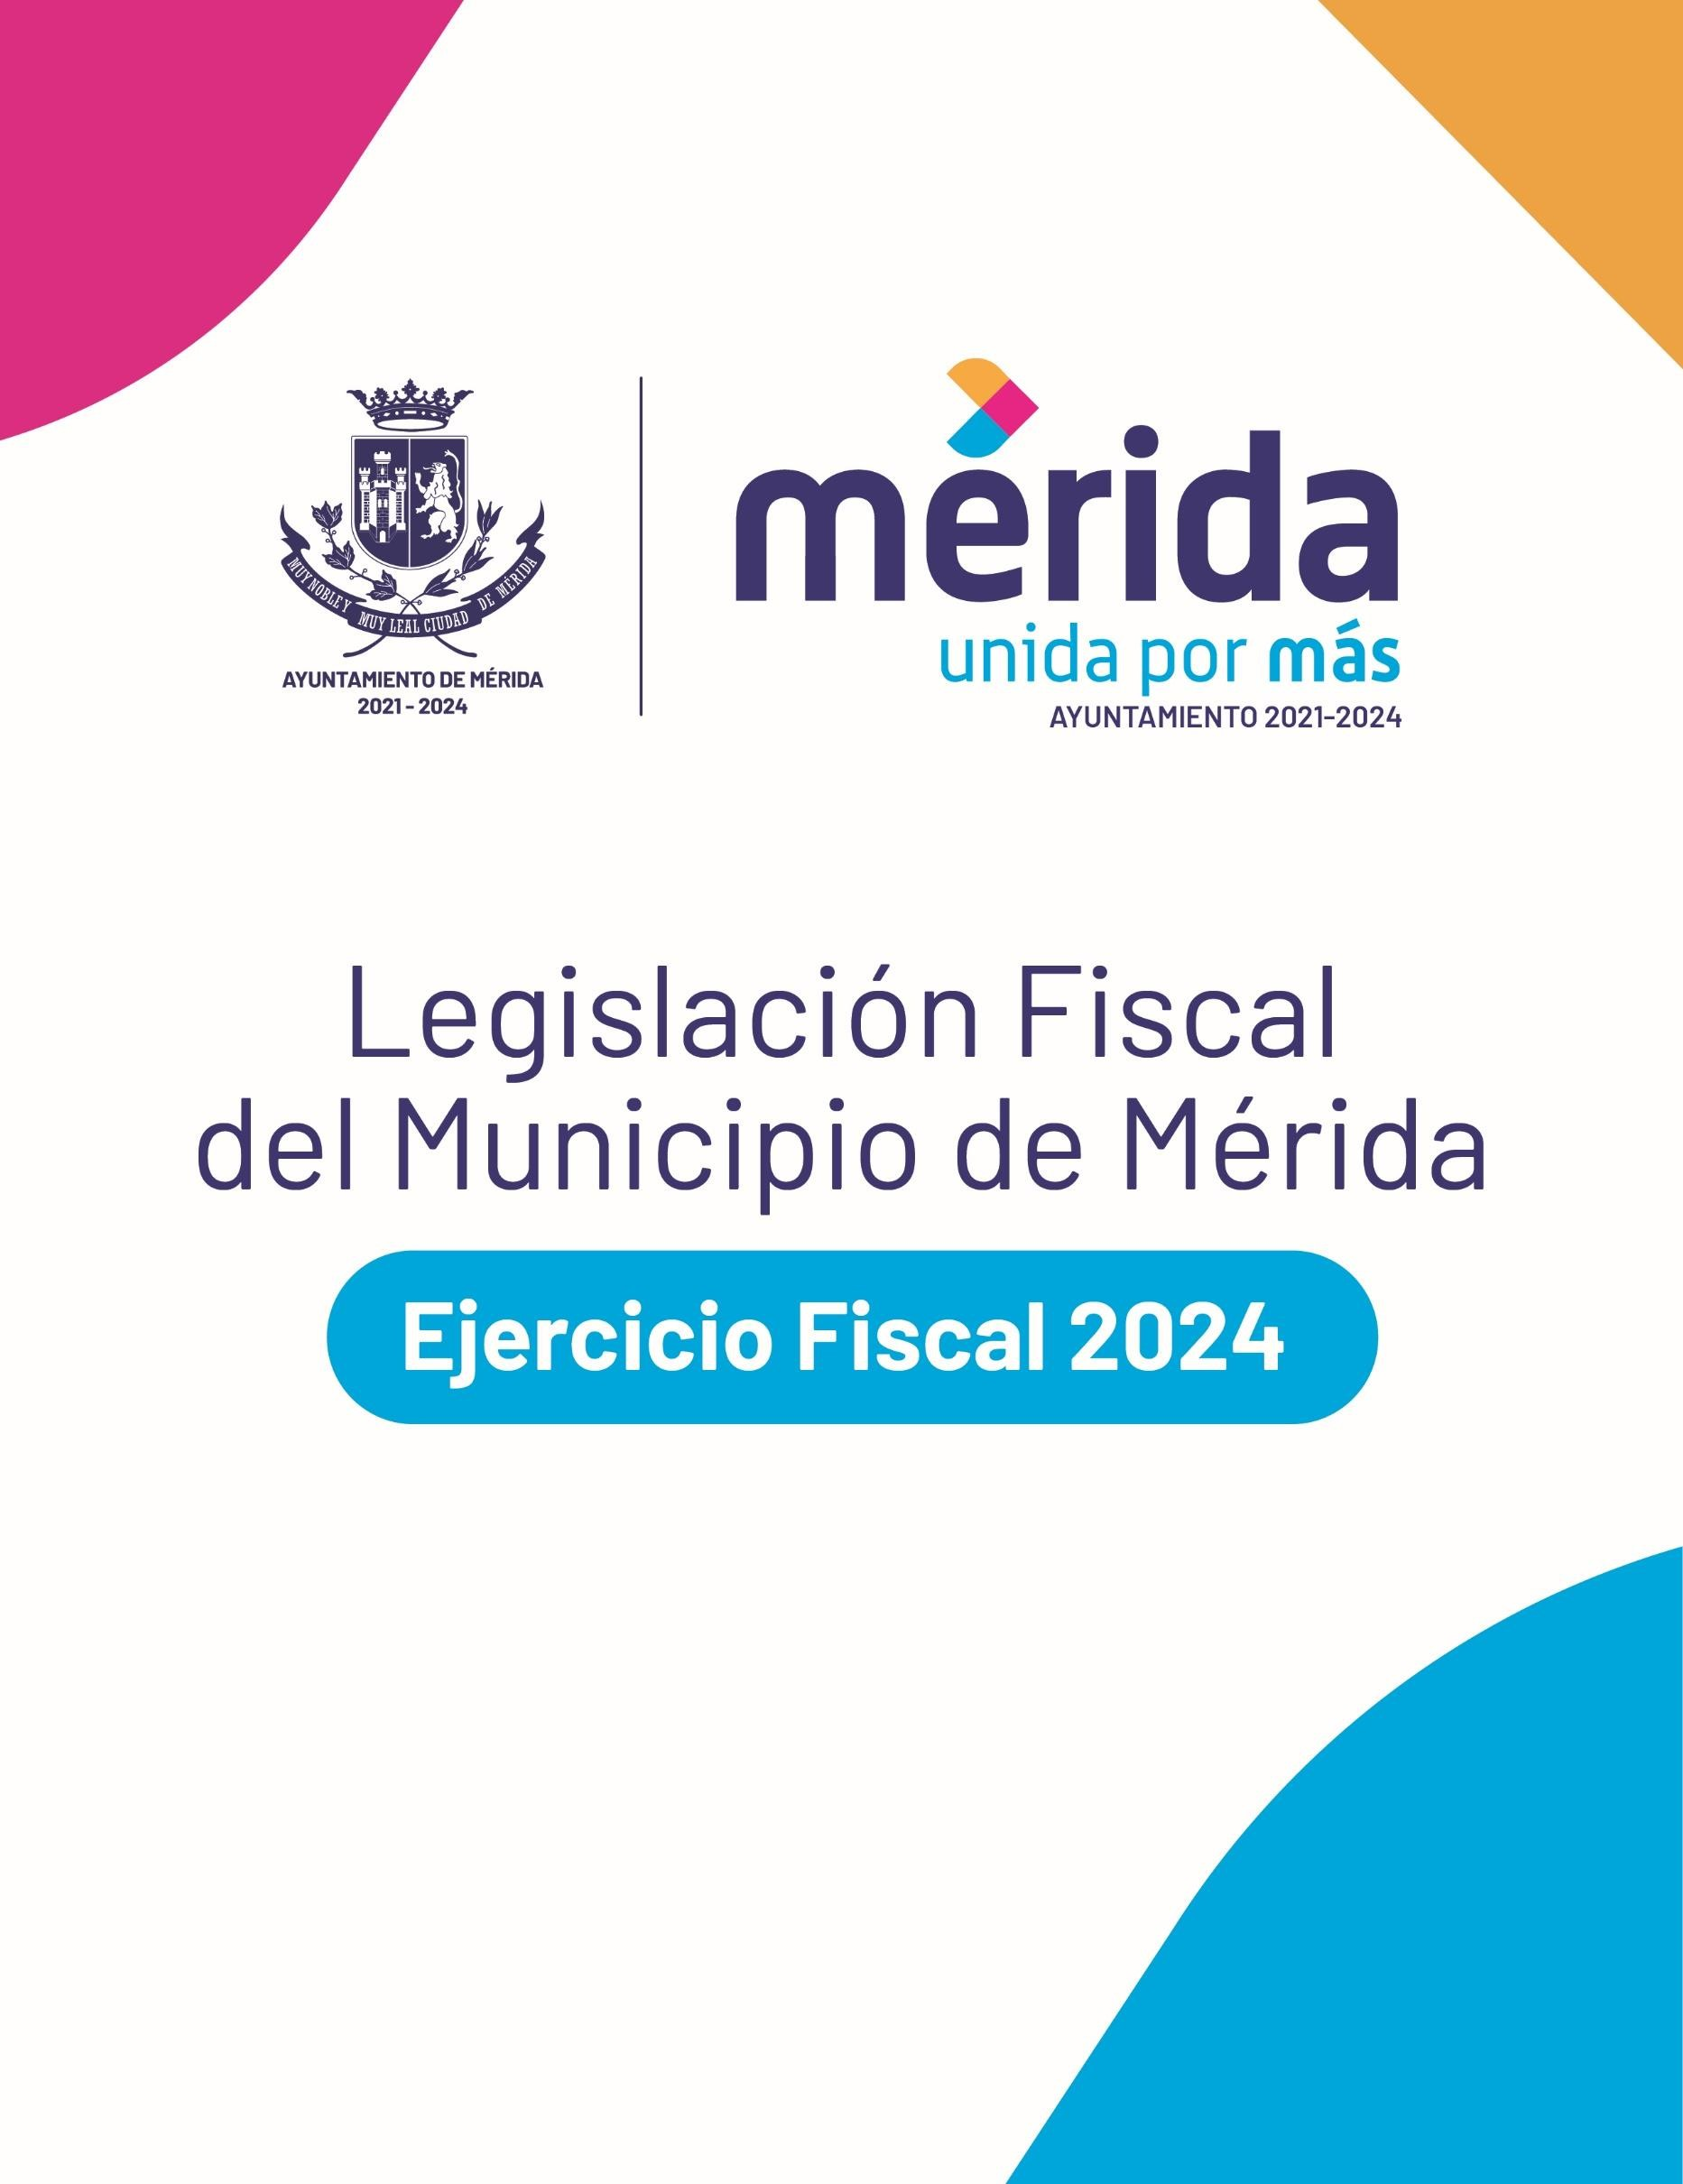 MUY NOBLE Y MUY LEAL CIUDAD DE MÉRIDA
AYUNTAMIENTO DE MÉRIDA
2021 - 2024
mérida
unida por más
AYUNTAMIENTO 2021-2024
Legislación Fiscal
del Municipio de Mérida
Ejercicio Fiscal 2024